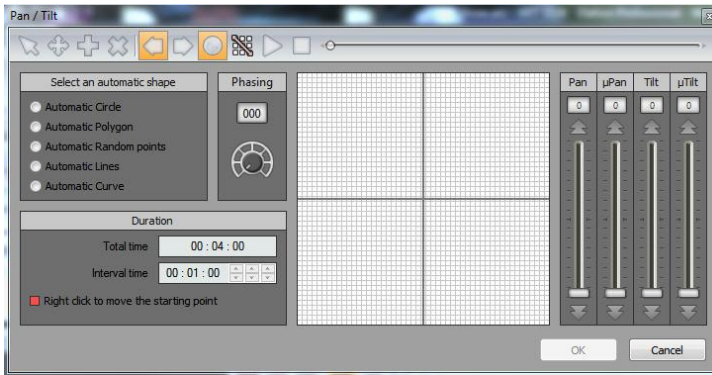 Pan / Tilt
Select an automatic shape
Automatic Circle
Automatic Polygon
Automatic Random points
Automatic Lines
Automatic Curve
Phasing
000
Duration
Total time 00 : 04 : 00
Interval time 00 : 01 : 00
Right click to move the starting point
Pan µPan Tilt µTilt
0 0 0 0
OK Cancel